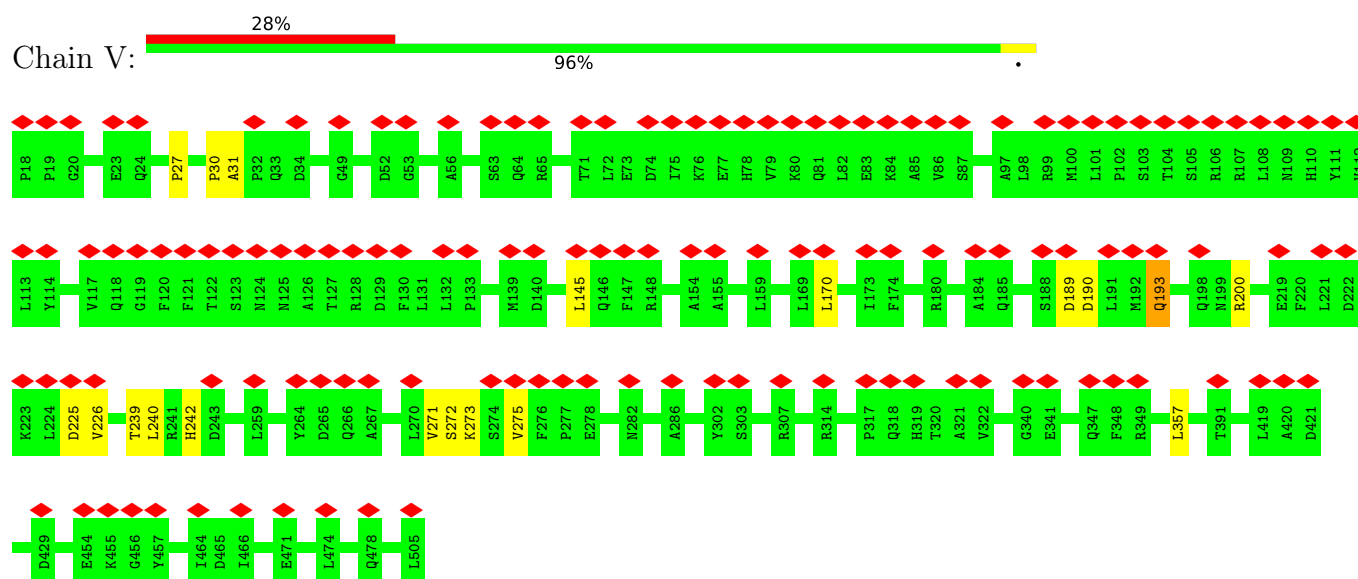 28%
Chain V:
96%
•
P18 P19 G20 E23 Q24 P27 P30 A31 P32 Q33 D34 G49 D52 G53 A56 S63 Q64 R65 T71 L72 E73 D74 I75 K76 E77 H78 V79 K80 Q81 L82 E83 K84 A85 V86 S87 A97 L98 R99 M100 L101 P102 S103 T104 S105 R106 R107 L108 N109 H110 Y111
L113 Y114 V117 Q118 G119 F120 F121 T122 S123 N124 N125 A126 T127 R128 D129 F130 L131 L132 P133 M139 D140 L145 Q146 F147 R148 A154 A155 L159 L169 L170 I173 F174 R180 A184 Q185 S188 D189 D190 L191 M192 Q193 Q198 N199 R200 E219 F220 L221 D222
K223 L224 D225 V226 T239 L240 R241 H242 D243 L259 Y264 D265 Q266 A267 L270 V271 S272 K273 S274 V275 F276 P277 E278 N282 A286 Y302 S303 R307 R314 P317 Q318 H319 T320 A321 V322 G340 E341 Q347 F348 R349 L357 T391 L419 A420 D421
D429 E454 K455 G456 Y457 I464 D465 I466 E471 L474 Q478 L505